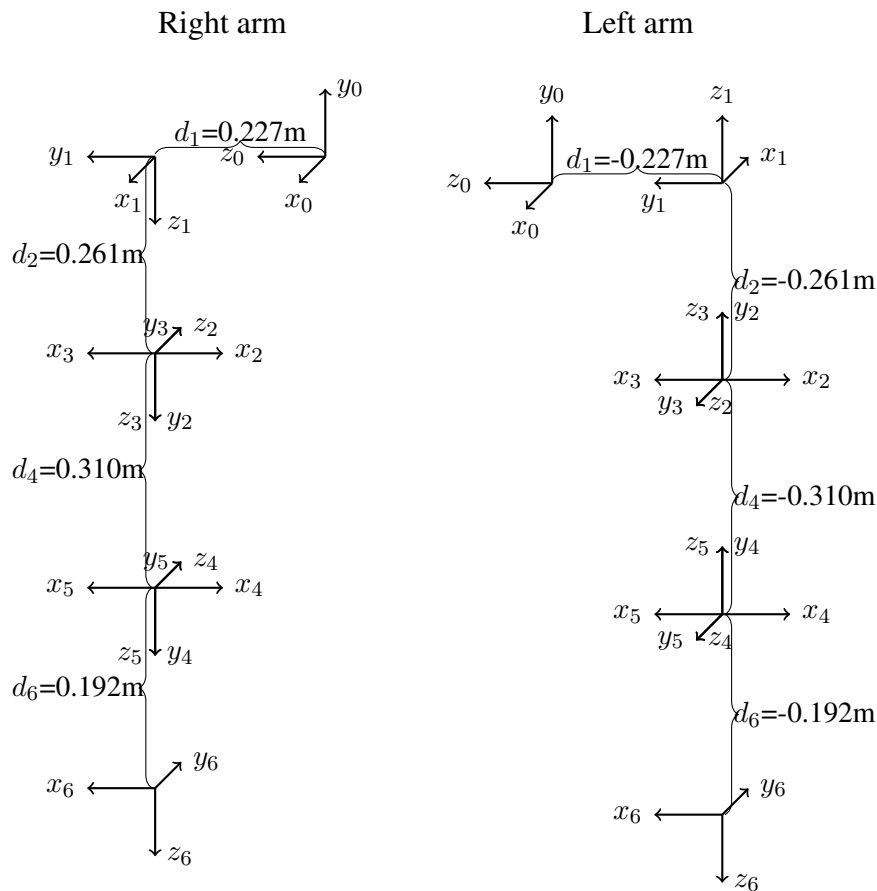 Right arm
y₀
d₁=0.227m
y₁
z₀
x₁
x₀
z₁
d₂=0.261m
y₃
z₂
x₃
x₂
z₃
y₂
d₄=0.310m
y₅
z₄
x₅
x₄
z₅
y₄
d₆=0.192m
y₆
x₆
z₆
Left arm
y₀
z₁
d₁=-0.227m
x₁
z₀
y₁
x₀
d₂=-0.261m
z₃
y₂
x₃
x₂
y₃
z₂
d₄=-0.310m
z₅
y₄
x₅
x₄
y₅
z₄
d₆=-0.192m
y₆
x₆
z₆